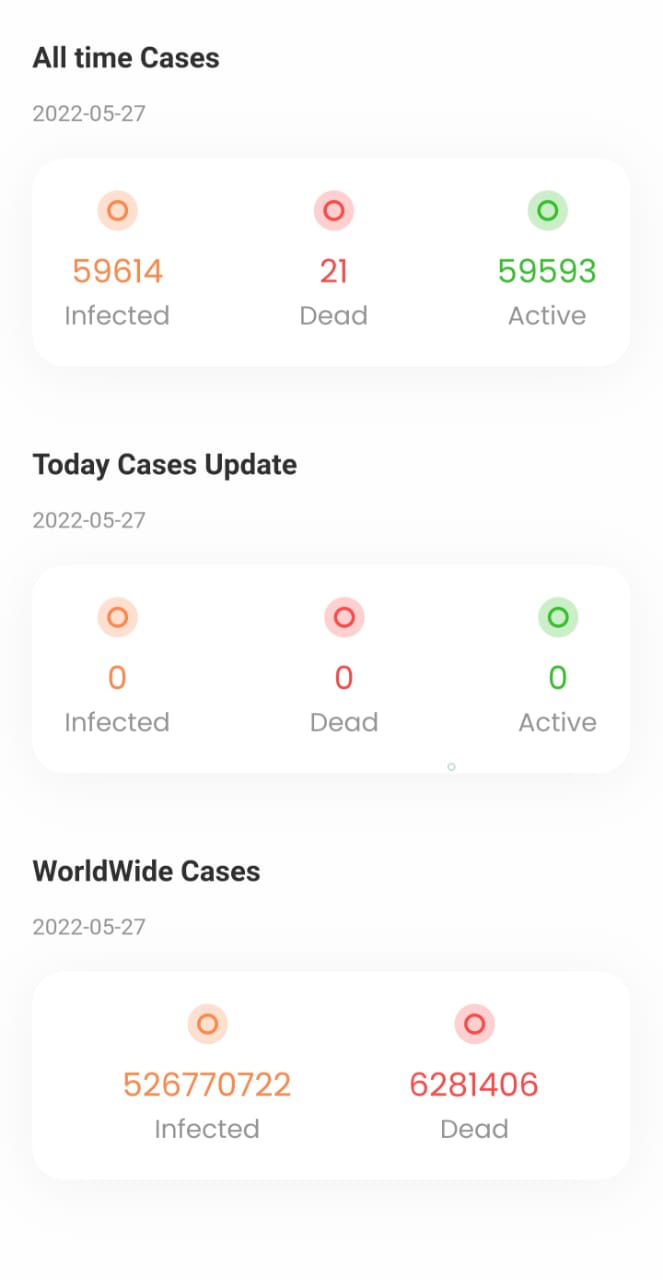 All time Cases
2022-05-27
59614 21 59593
Infected Dead Active
Today Cases Update
2022-05-27
0 0 0
Infected Dead Active
WorldWide Cases
2022-05-27
526770722 6281406
Infected Dead